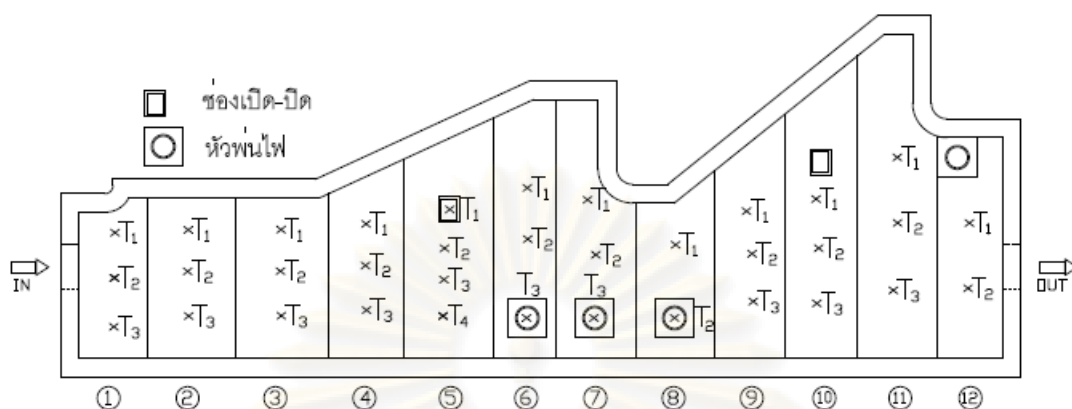 ช่องเปิด-ปิด
หัวพ่นไฟ
IN
OUT
T1 T1 T1 T1 T1 T1 T1 T1 T1 T1 T1 T1
T2 T2 T2 T2 T2 T2 T2 T2 T2 T2 T2 T2
T3 T3 T3 T3 T3 T3 T3 T3 T3 T3
T4
① ② ③ ④ ⑤ ⑥ ⑦ ⑧ ⑨ ⑩ ⑪ ⑫